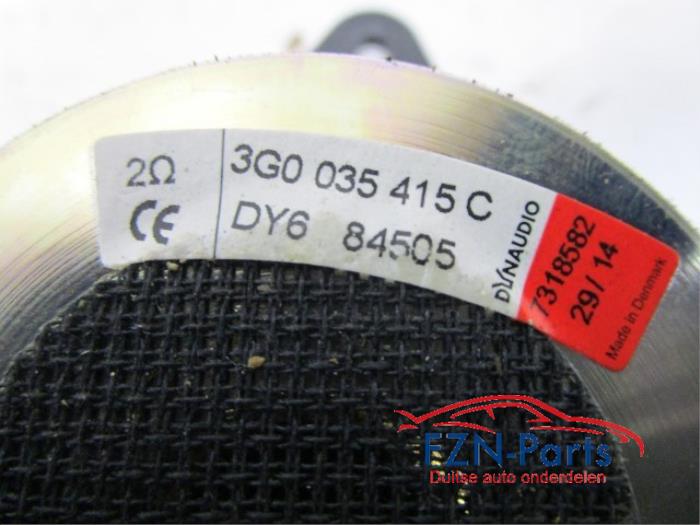 2Ω
3G0 035 415 C
CE
DY6 84505
DYNAUDIO
7318582
29/14
Made in Denmark
FZN-Parts
Duitse auto onderdelen